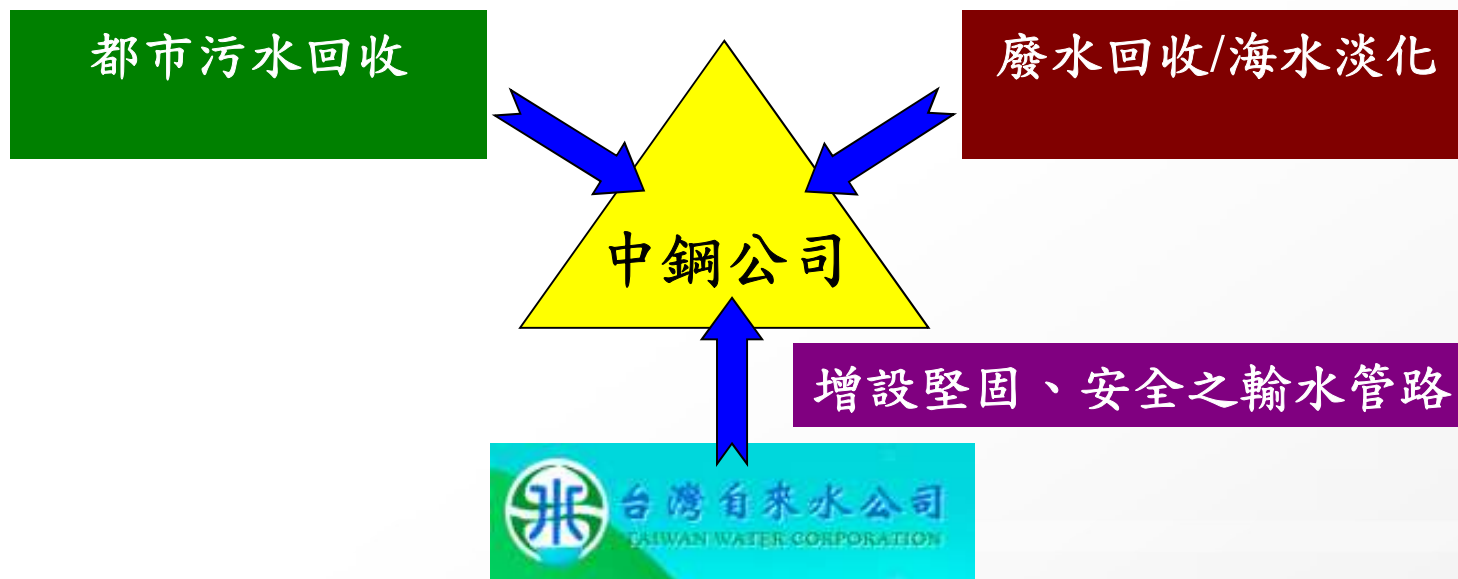 都市污水回收
廢水回收/海水淡化
中鋼公司
增設堅固、安全之輸水管路
台灣自來水公司
TAIWAN WATER CORPORATION